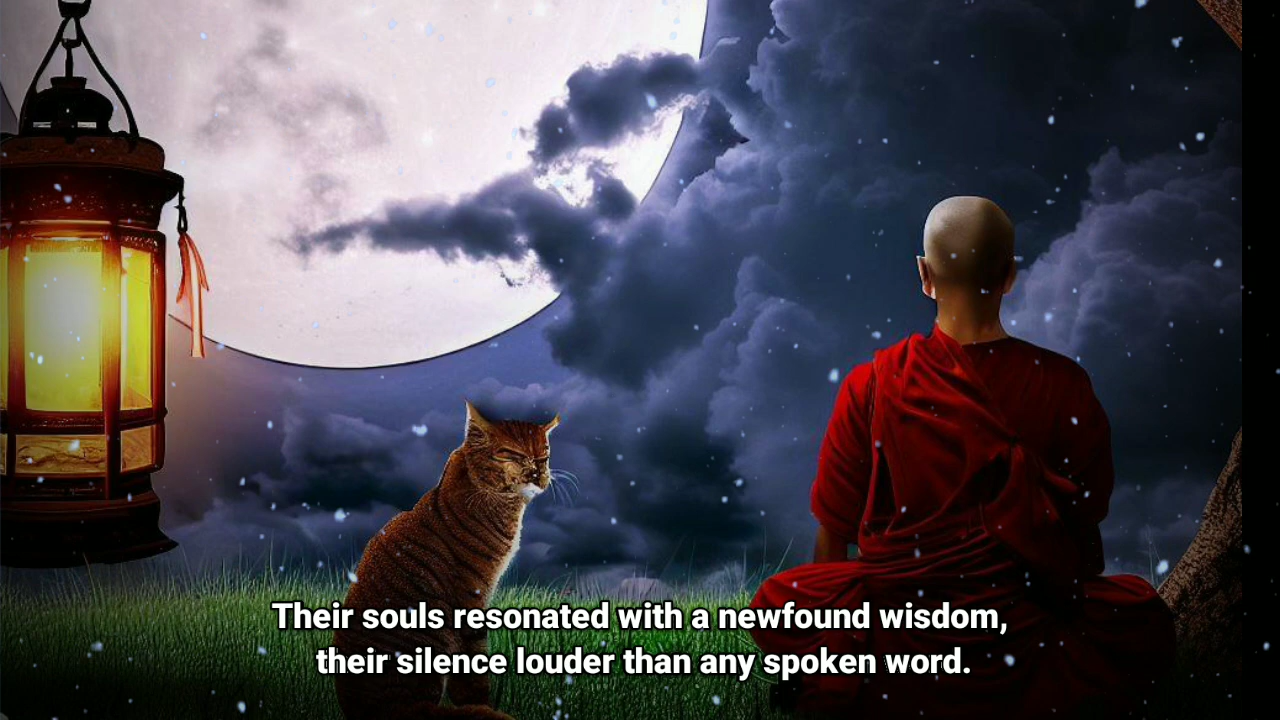 Their souls resonated with a newfound wisdom,
their silence louder than any spoken word.